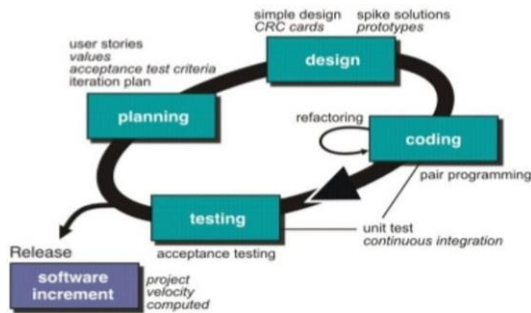 simple design
CRC cards
spike solutions
prototypes
user stories
values
acceptance test criteria
iteration plan
design
planning
refactoring
coding
pair programming
testing
unit test
continuous integration
acceptance testing
Release
software
increment
project
velocity
computed